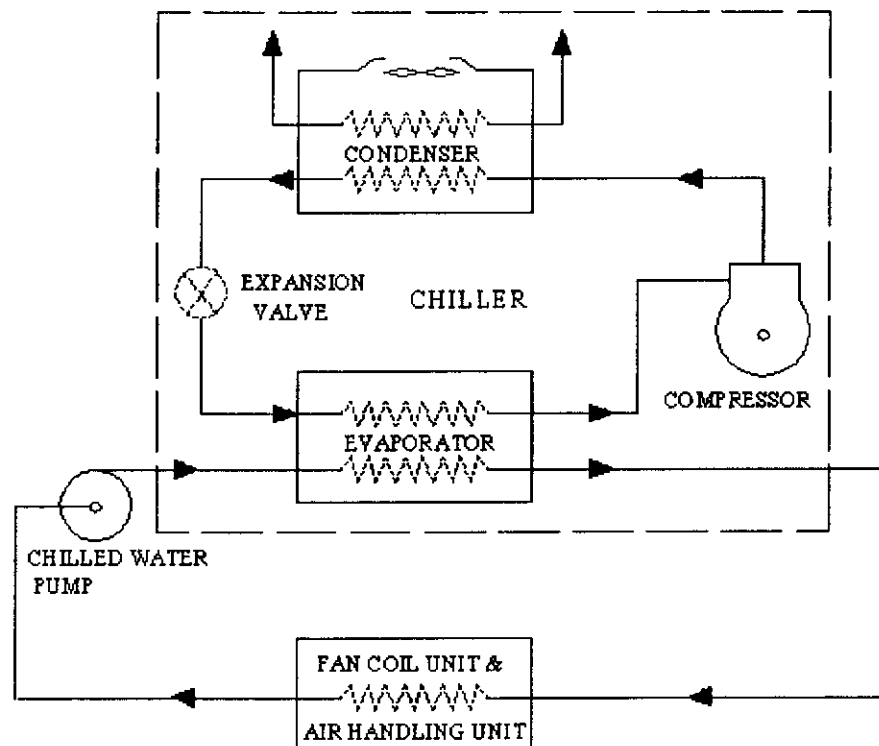 CONDENSER
EXPANSION
VALVE
CHILLER
COMPRESSOR
EVAPORATOR
CHILLED WATER
PUMP
FAN COIL UNIT &
AIR HANDLING UNIT